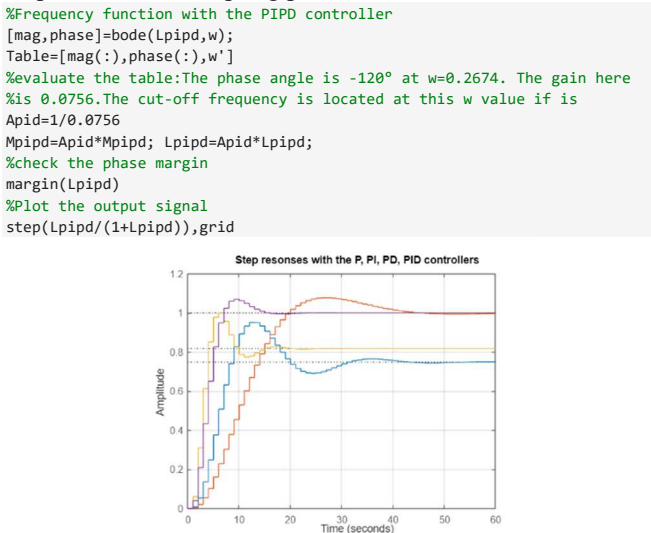 %Frequency function with the PIPD controller
[mag,phase]=bode(Lpipd,w);
Table=[mag(:),phase(:),w']
%evaluate the table:The phase angle is -120° at w=0.2674. The gain here
%is 0.0756.The cut-off frequency is located at this w value if is
Apid=1/0.0756
Mpipd=Apid*Mpipd; Lpipd=Apid*Lpipd;
%check the phase margin
margin(Lpipd)
%Plot the output signal
step(Lpipd/(1+Lpipd)),grid
Step resonses with the P, PI, PD, PID controllers
1.2
1
0.8
0.6
0.4
0.2
0
Amplitude
0 10 20 30 40 50 60
Time (seconds)